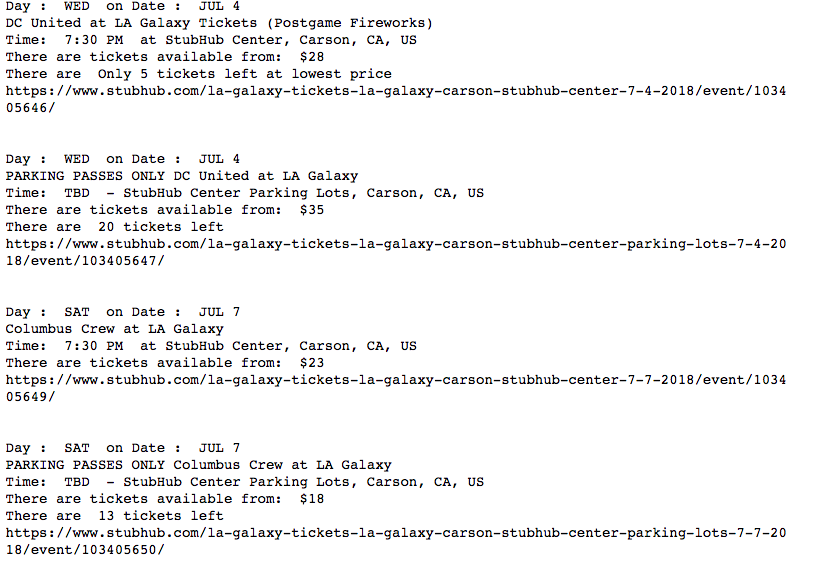 Day :  WED  on Date :  JUL 4
DC United at LA Galaxy Tickets (Postgame Fireworks)
Time:  7:30 PM  at StubHub Center, Carson, CA, US
There are tickets available from:  $28
There are  Only 5 tickets left at lowest price
https://www.stubhub.com/la-galaxy-tickets-la-galaxy-carson-stubhub-center-7-4-2018/event/1034
05646/
Day :  WED  on Date :  JUL 4
PARKING PASSES ONLY DC United at LA Galaxy
Time:  TBD  - StubHub Center Parking Lots, Carson, CA, US
There are tickets available from:  $35
There are  20 tickets left
https://www.stubhub.com/la-galaxy-tickets-la-galaxy-carson-stubhub-center-parking-lots-7-4-20
18/event/103405647/
Day :  SAT  on Date :  JUL 7
Columbus Crew at LA Galaxy
Time:  7:30 PM  at StubHub Center, Carson, CA, US
There are tickets available from:  $23
https://www.stubhub.com/la-galaxy-tickets-la-galaxy-carson-stubhub-center-7-7-2018/event/1034
05649/
Day :  SAT  on Date :  JUL 7
PARKING PASSES ONLY Columbus Crew at LA Galaxy
Time:  TBD  - StubHub Center Parking Lots, Carson, CA, US
There are tickets available from:  $18
There are  13 tickets left
https://www.stubhub.com/la-galaxy-tickets-la-galaxy-carson-stubhub-center-parking-lots-7-7-20
18/event/103405650/